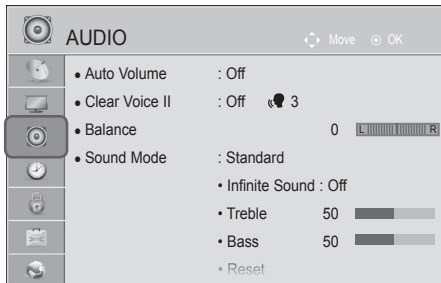 AUDIO Move OK
• Auto Volume : Off
• Clear Voice II : Off 3
• Balance 0 L R
• Sound Mode : Standard
• Infinite Sound : Off
• Treble 50
• Bass 50
• Reset